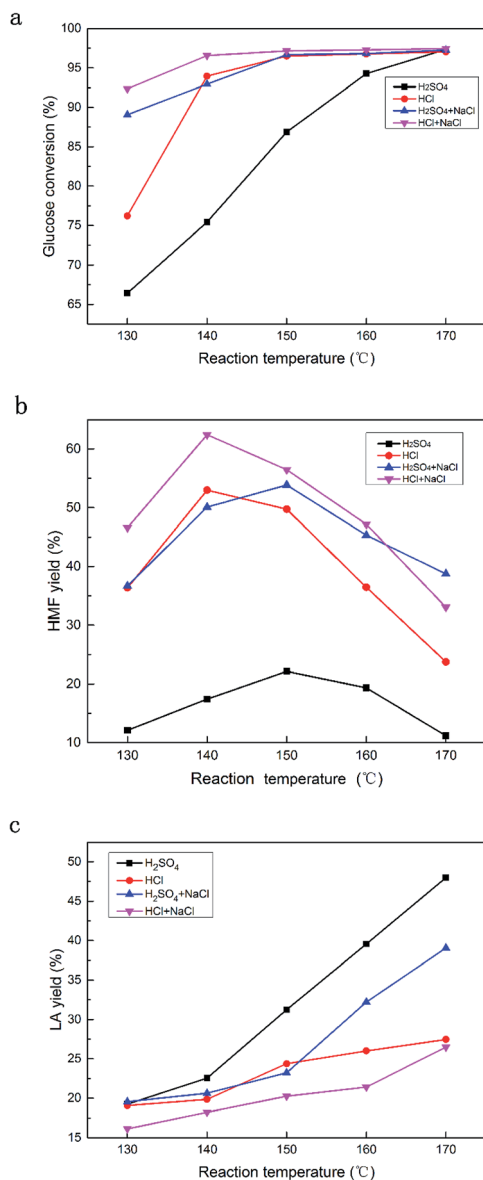 a
100
95
90
85
80
75
70
65
Glucose conversion (%)
H₂SO₄
HCl
H₂SO₄+NaCl
HCl+NaCl
130 140 150 160 170
Reaction temperature (℃)
b
60
50
40
30
20
10
HMF yield (%)
H₂SO₄
HCl
H₂SO₄+NaCl
HCl+NaCl
130 140 150 160 170
Reaction temperature (℃)
c
50
45
40
35
30
25
20
15
LA yield (%)
H₂SO₄
HCl
H₂SO₄+NaCl
HCl+NaCl
130 140 150 160 170
Reaction temperature (℃)